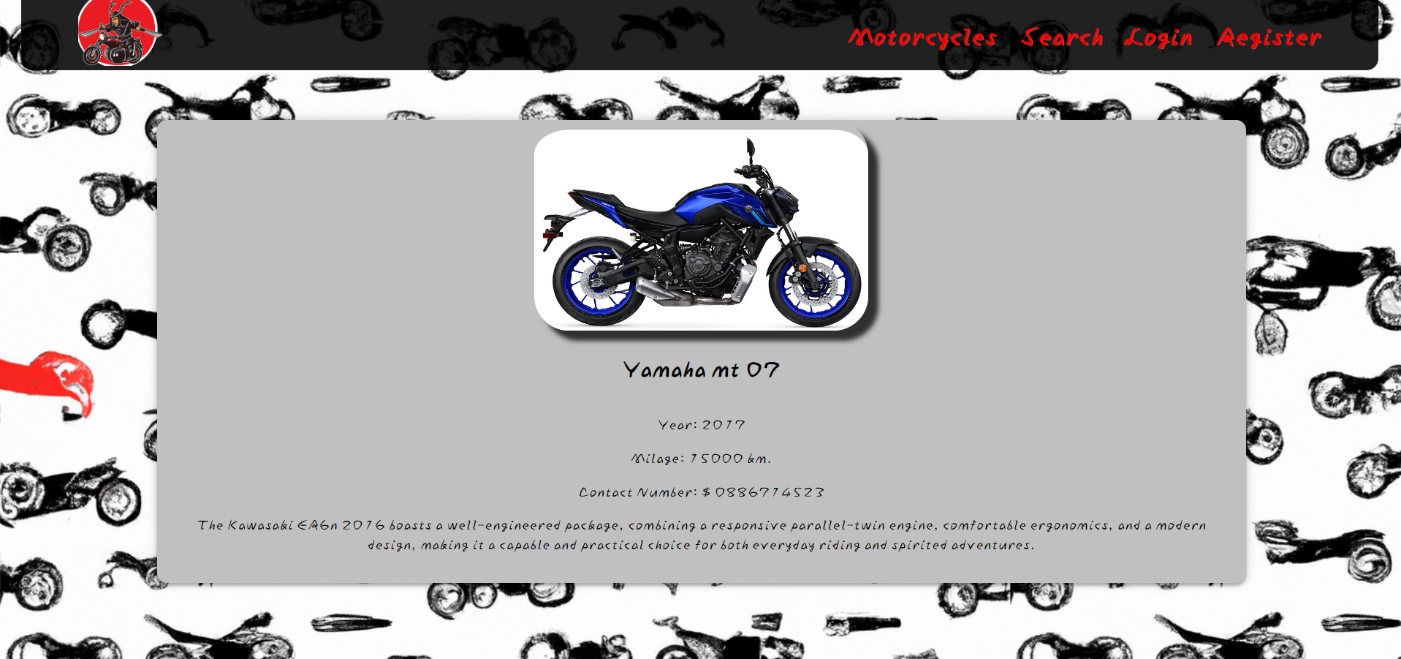 Motorcycles Search Login Register
Yamaha mt 07
Year: 2017
Milage: 15000 km.
Contact Number: $ 0886714523
The Kawasaki ER6n 2016 boasts a well-engineered package, combining a responsive parallel-twin engine, comfortable ergonomics, and a modern
design, making it a capable and practical choice for both everyday riding and spirited adventures.